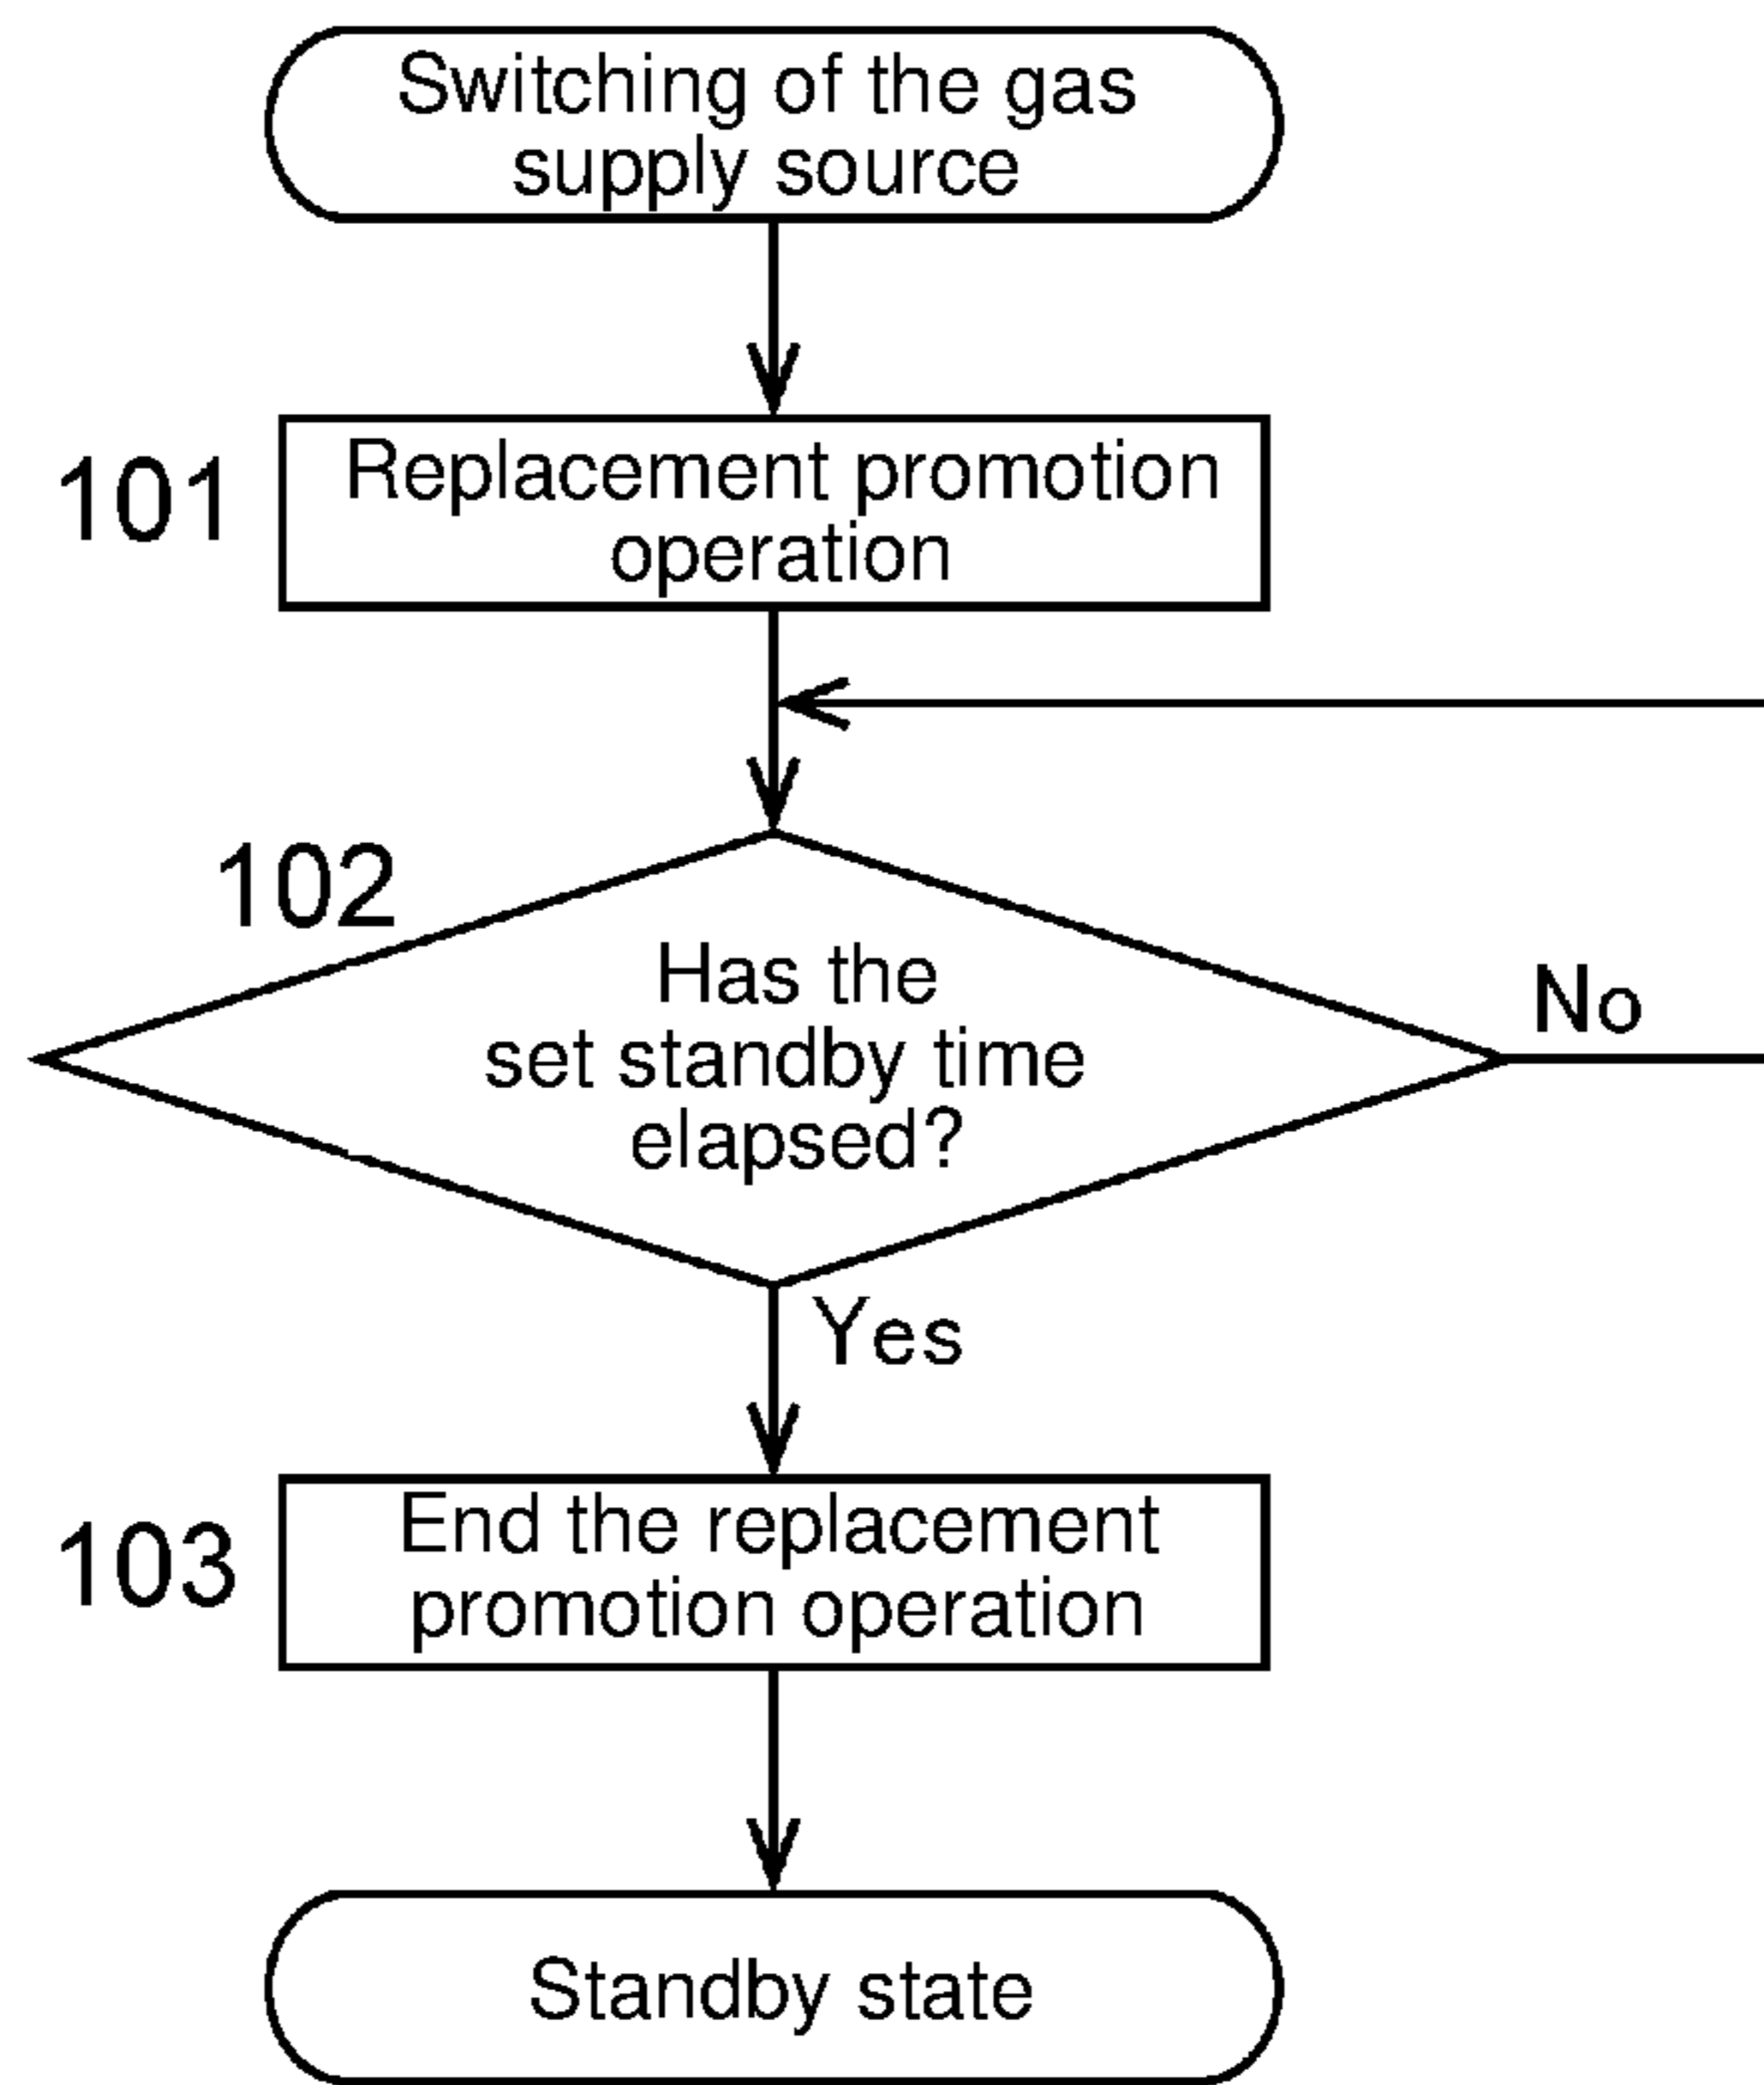 Switching of the gas
supply source
101
Replacement promotion
operation
102
Has the
set standby time
elapsed?
No
Yes
103
End the replacement
promotion operation
Standby state